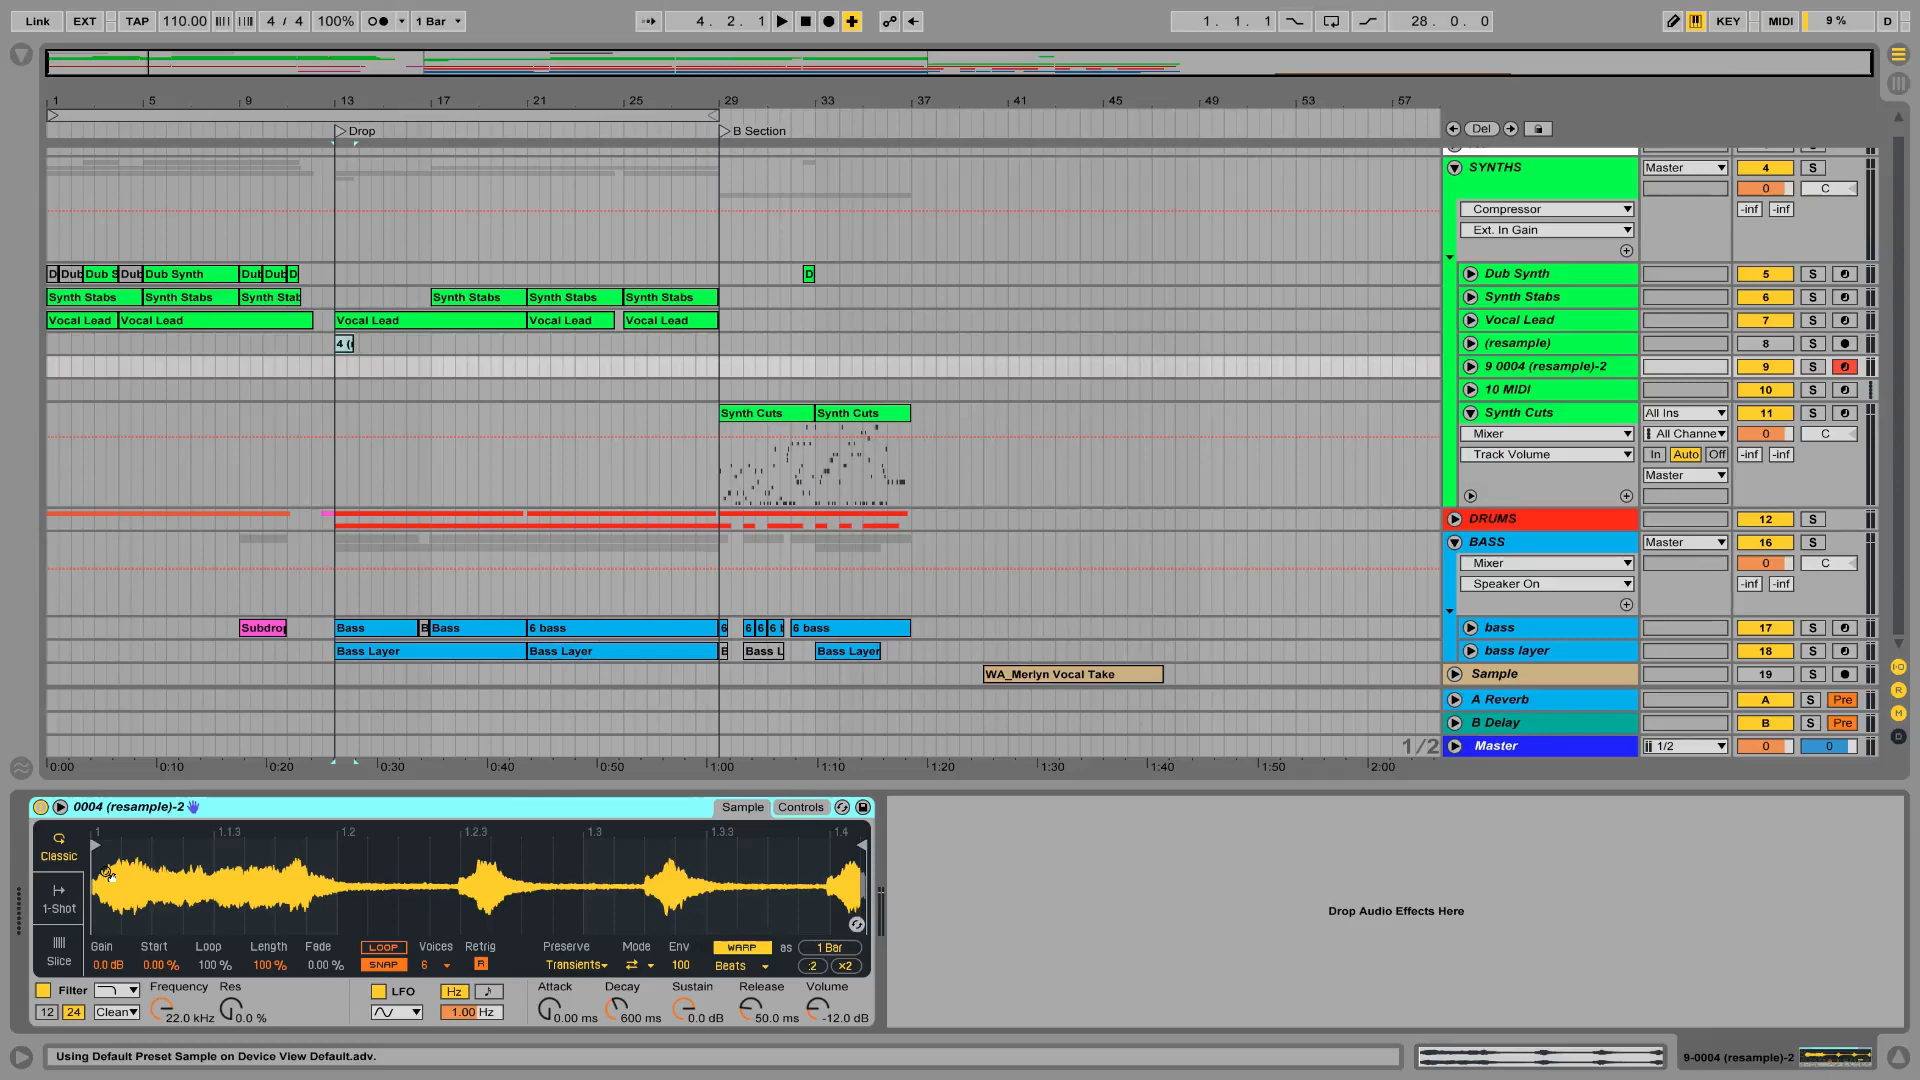 Link EXT TAP 110.00 4 / 4 100% 1 Bar 4. 2. 1 1. 1. 1 28. 0. 0 KEY MIDI 9 % D
1 5 9 13 17 21 25 29 33 37 41 45 49 53 57
Drop B Section Del
SYNTHS Master 4 S
0 C
Compressor -inf -inf
Ext. In Gain
D Dub Dub S Dub Dub Synth Dub Dub D D Dub Synth 5 S
Synth Stabs Synth Stabs Synth Stab Synth Stabs Synth Stabs Synth Stabs Synth Stabs 6 S
Vocal Lead Vocal Lead Vocal Lead Vocal Lead Vocal Lead Vocal Lead 7 S
4 (r (resample) 8 S
9 0004 (resample)-2 9 S
10 MIDI 10 S
Synth Cuts Synth Cuts Synth Cuts All Ins 11 S
Mixer All Channe 0 C
Track Volume In Auto Off -inf -inf
Master
DRUMS 12 S
BASS Master 16 S
Mixer 0 C
Speaker On -inf -inf
Subdrop Bass B Bass 6 bass 6 6 6 6 b 6 bass bass 17 S
Bass Layer Bass Layer B Bass L Bass Layer bass layer 18 S
WA_Merlyn Vocal Take Sample 19 S
A Reverb A S Pre
B Delay B S Pre
1/2 Master 1/2 0 0
0:00 0:10 0:20 0:30 0:40 0:50 1:00 1:10 1:20 1:30 1:40 1:50 2:00
I·O
R
M
D
0004 (resample)-2 Sample Controls
1 1.1.3 1.2 1.2.3 1.3 1.3.3 1.4
Classic
1-Shot
Slice
Gain Start Loop Length Fade LOOP Voices Retrig Preserve Mode Env WARP as 1 Bar
0.0 dB 0.00 % 100 % 100 % 0.00 % SNAP 6 R Transients 100 Beats :2 ×2
Filter Frequency Res LFO Hz Attack Decay Sustain Release Volume
12 24 Clean 22.0 kHz 0.0 % 1.00 Hz 0.00 ms 600 ms 0.0 dB 50.0 ms -12.0 dB
Drop Audio Effects Here
Using Default Preset Sample on Device View Default.adv. 9-0004 (resample)-2